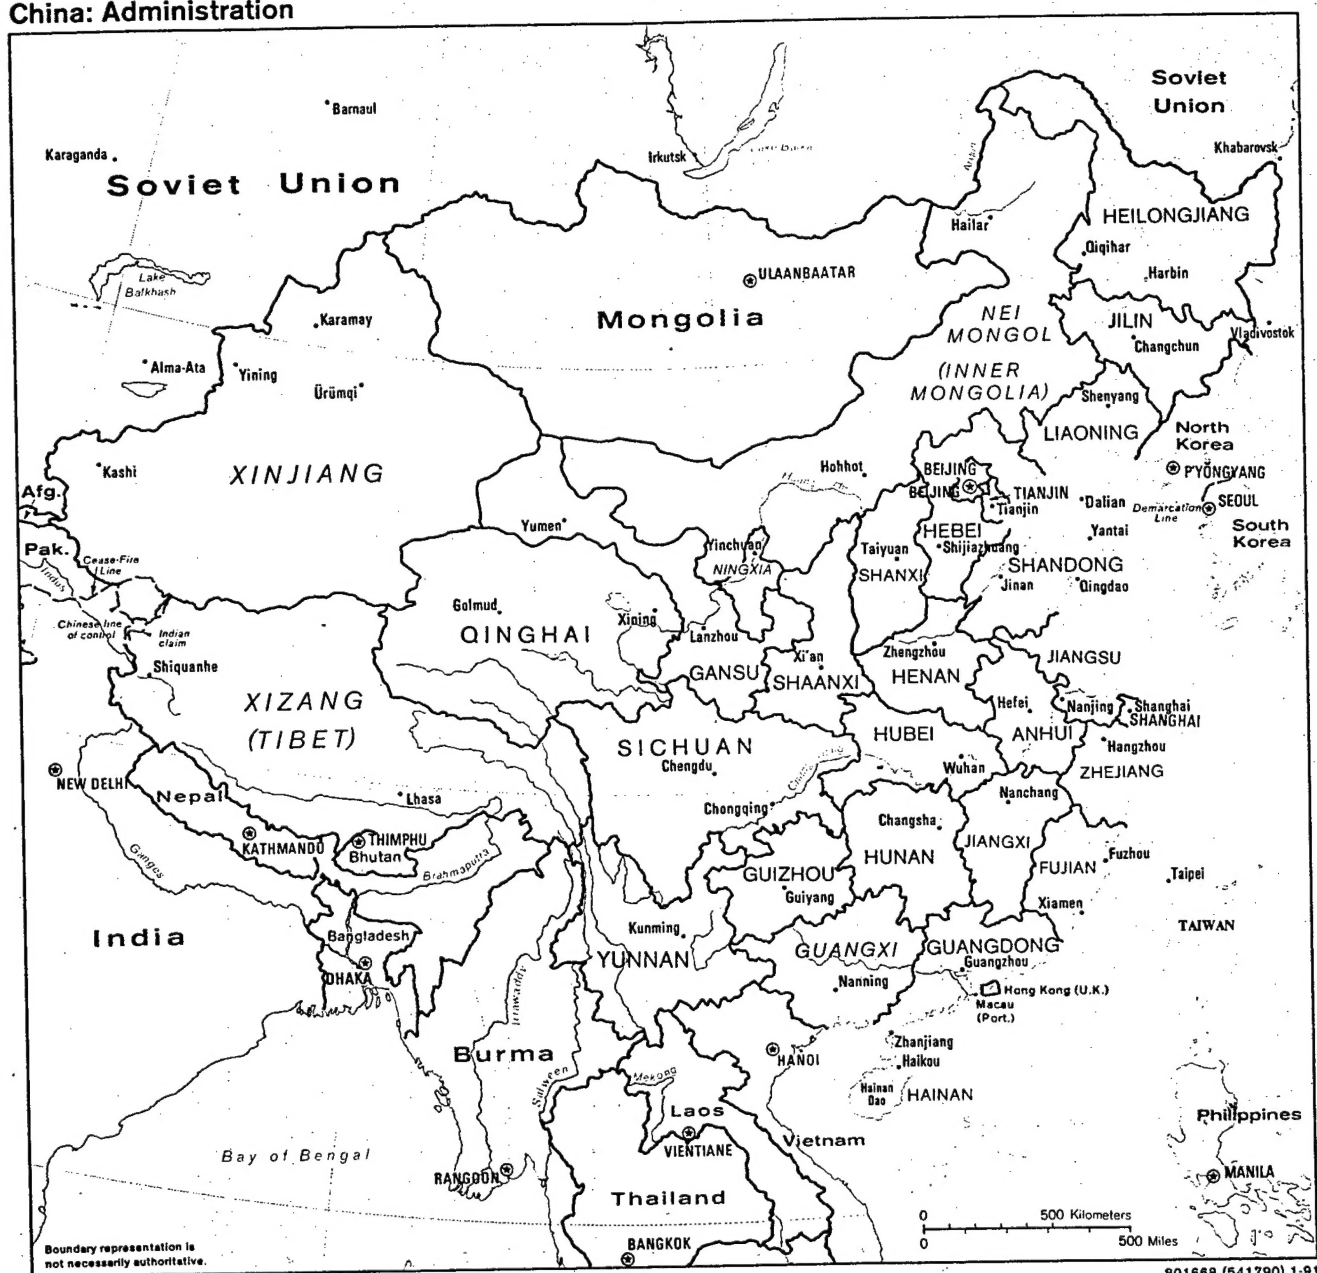 China: Administration
Soviet
Union
Barnaul
Karaganda
Irkutsk
Khabarovsk
Soviet Union
Hailar
HEILONGJIANG
Qiqihar
Harbin
Lake
Balkhash
ULAANBAATAR
Mongolia
Karamay
NEI
MONGOL
JILIN
Changchun
Vladivostok
Alma-Ata
Yining
Ürümqi
(INNER
MONGOLIA)
Shenyang
LIAONING
North
Korea
P'YONGYANG
XINJIANG
Kashi
Hohhot
BEIJING
BEIJING
TIANJIN
Tianjin
Dalian
Demarcation
Line
SEOUL
South
Korea
Afg.
Yumen
Yinchuan
NINGXIA
Taiyuan
SHANXI
HEBEI
Shijiazhuang
Yantai
SHANDONG
Jinan
Qingdao
Pak.
Cease-Fire
Line
Indus
Chinese line
of control
Indian
claim
Shiquanhe
Golmud
QINGHAI
Xining
Lanzhou
GANSU
Xi'an
SHAANXI
Zhengzhou
HENAN
JIANGSU
XIZANG
(TIBET)
Hefei
ANHUI
Nanjing
Shanghai
SHANGHAI
Hangzhou
ZHEJIANG
SICHUAN
Chengdu
HUBEI
Wuhan
NEW DELHI
Nepal
KATHMANDU
Lhasa
THIMPHU
Bhutan
Brahmaputra
Ganges
Chongqing
Changsha
HUNAN
Nanchang
JIANGXI
FUJIAN
Fuzhou
Taipei
TAIWAN
GUIZHOU
Guiyang
Xiamen
India
Bangladesh
DHAKA
Kunming
YUNNAN
GUANGXI
Nanning
GUANGDONG
Guangzhou
Hong Kong (U.K.)
Macau
(Port.)
Irrawaddy
Burma
Salween
Mekong
HANOI
Zhanjiang
Haikou
Hainan
Dao
HAINAN
Laos
VIENTIANE
Vietnam
Philippines
MANILA
Bay of Bengal
RANGOON
Thailand
BANGKOK
0 500 Kilometers
0 500 Miles
Boundary representation is
not necessarily authoritative.
801668 (541790) 1-91